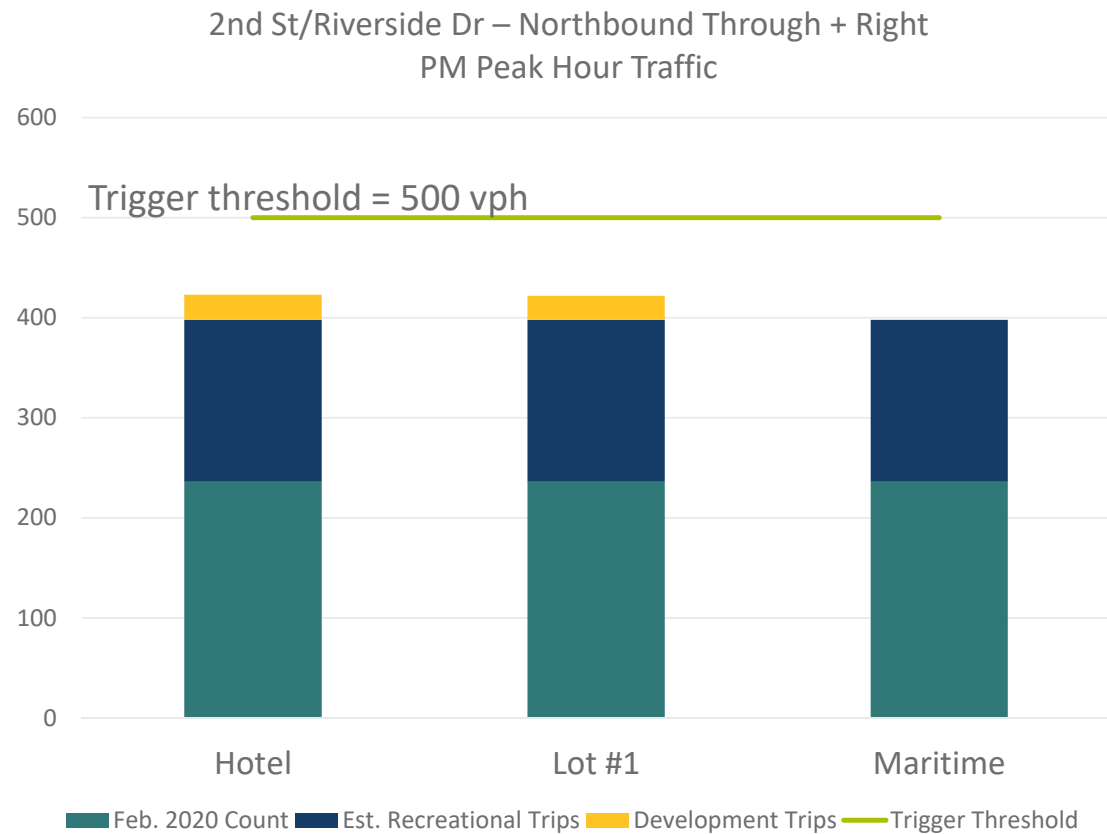 2nd St/Riverside Dr – Northbound Through + Right
PM Peak Hour Traffic
600
Trigger threshold = 500 vph
500
400
300
200
100
0
Hotel
Lot #1
Maritime
Feb. 2020 Count
Est. Recreational Trips
Development Trips
Trigger Threshold